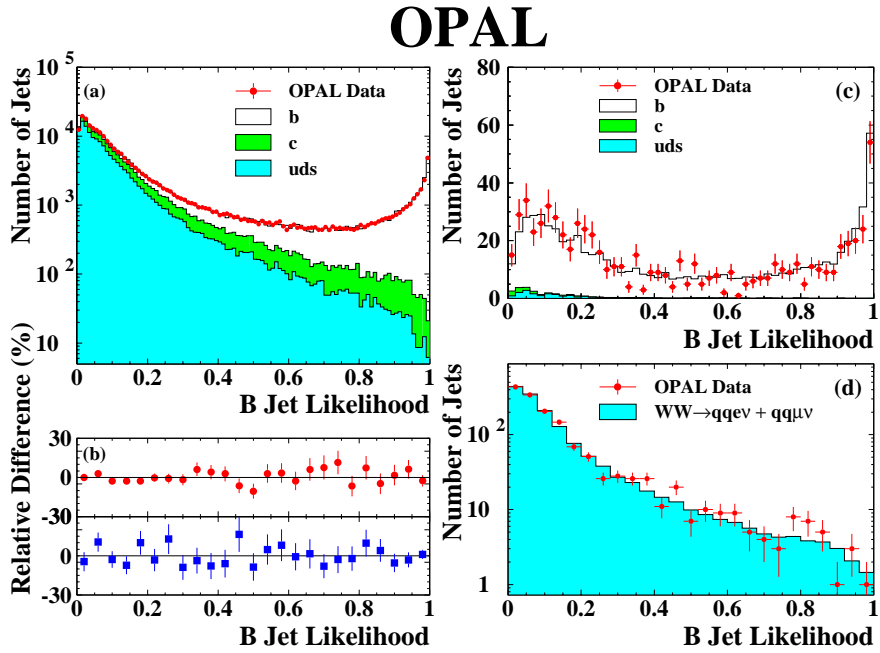 OPAL
Number of Jets
10^5
10^4
10^3
10^2
10
(a)
OPAL Data
b
c
uds
0 0.2 0.4 0.6 0.8 1
B Jet Likelihood
Relative Difference (%)
30
0
-30
(b)
30
0
-30
0 0.2 0.4 0.6 0.8 1
B Jet Likelihood
Number of Jets
80
60
40
20
0
(c)
OPAL Data
b
c
uds
0 0.2 0.4 0.6 0.8 1
B Jet Likelihood
Number of Jets
10^2
10
1
(d)
OPAL Data
WW→qqeν + qqμν
0 0.2 0.4 0.6 0.8 1
B Jet Likelihood